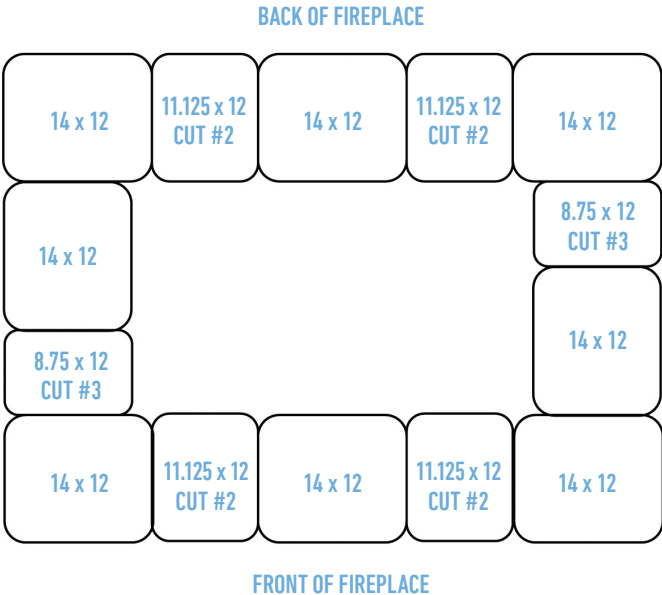 BACK OF FIREPLACE
14 x 12
11.125 x 12
CUT #2
14 x 12
11.125 x 12
CUT #2
14 x 12
14 x 12
8.75 x 12
CUT #3
8.75 x 12
CUT #3
14 x 12
14 x 12
11.125 x 12
CUT #2
14 x 12
11.125 x 12
CUT #2
14 x 12
FRONT OF FIREPLACE